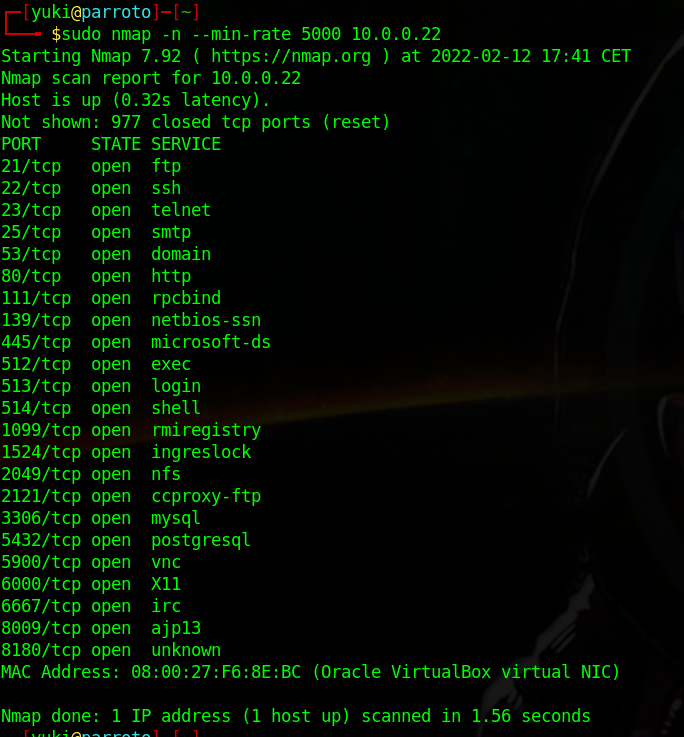 ┌─[yuki@parroto]─[~]
└──╼ $sudo nmap -n --min-rate 5000 10.0.0.22
Starting Nmap 7.92 ( https://nmap.org ) at 2022-02-12 17:41 CET
Nmap scan report for 10.0.0.22
Host is up (0.32s latency).
Not shown: 977 closed tcp ports (reset)
PORT     STATE SERVICE
21/tcp   open  ftp
22/tcp   open  ssh
23/tcp   open  telnet
25/tcp   open  smtp
53/tcp   open  domain
80/tcp   open  http
111/tcp  open  rpcbind
139/tcp  open  netbios-ssn
445/tcp  open  microsoft-ds
512/tcp  open  exec
513/tcp  open  login
514/tcp  open  shell
1099/tcp open  rmiregistry
1524/tcp open  ingreslock
2049/tcp open  nfs
2121/tcp open  ccproxy-ftp
3306/tcp open  mysql
5432/tcp open  postgresql
5900/tcp open  vnc
6000/tcp open  X11
6667/tcp open  irc
8009/tcp open  ajp13
8180/tcp open  unknown
MAC Address: 08:00:27:F6:8E:BC (Oracle VirtualBox virtual NIC)
Nmap done: 1 IP address (1 host up) scanned in 1.56 seconds
┌─[yuki@parroto]─[~]